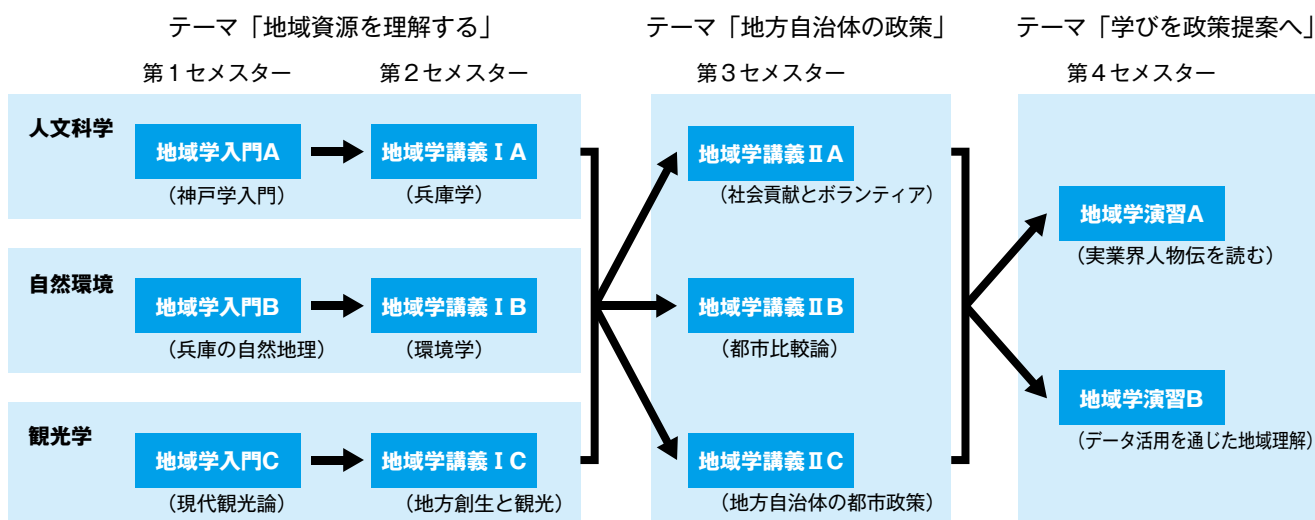 テーマ「地域資源を理解する」
テーマ「地方自治体の政策」
テーマ「学びを政策提案へ」
第1セメスター
第2セメスター
第3セメスター
第4セメスター
人文科学
地域学入門A
(神戸学入門)
地域学講義ⅠA
(兵庫学)
自然環境
地域学入門B
(兵庫の自然地理)
地域学講義ⅠB
(環境学)
観光学
地域学入門C
(現代観光論)
地域学講義ⅠC
(地方創生と観光)
地域学講義ⅡA
(社会貢献とボランティア)
地域学講義ⅡB
(都市比較論)
地域学講義ⅡC
(地方自治体の都市政策)
地域学演習A
(実業界人物伝を読む)
地域学演習B
(データ活用を通じた地域理解)